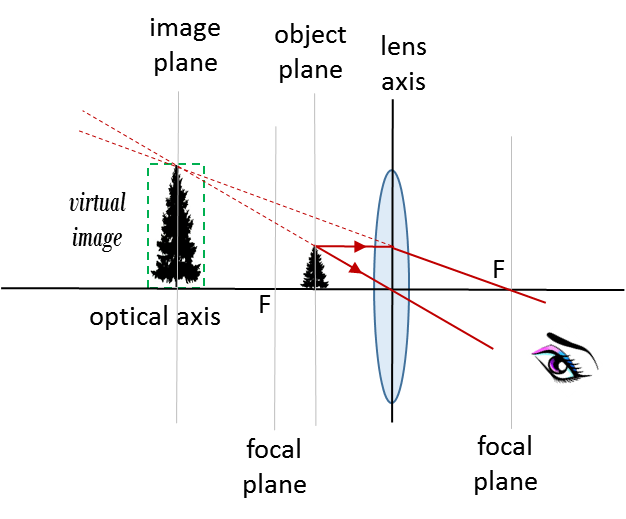 image
plane
object
plane
lens
axis
virtual
image
F
optical axis
F
focal
plane
focal
plane